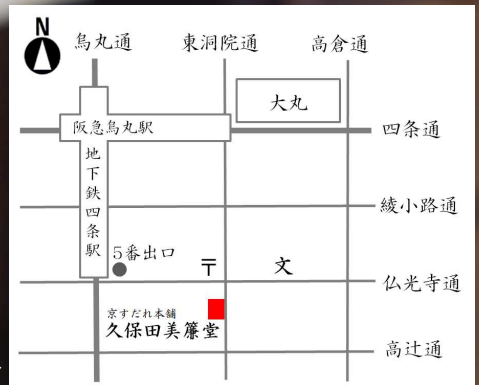 N
烏丸通
東洞院通
高倉通
大丸
阪急烏丸駅
四条通
地下鉄四条駅
綾小路通
5番出口
〒
文
仏光寺通
京すだれ本舗
久保田美簾堂
高辻通